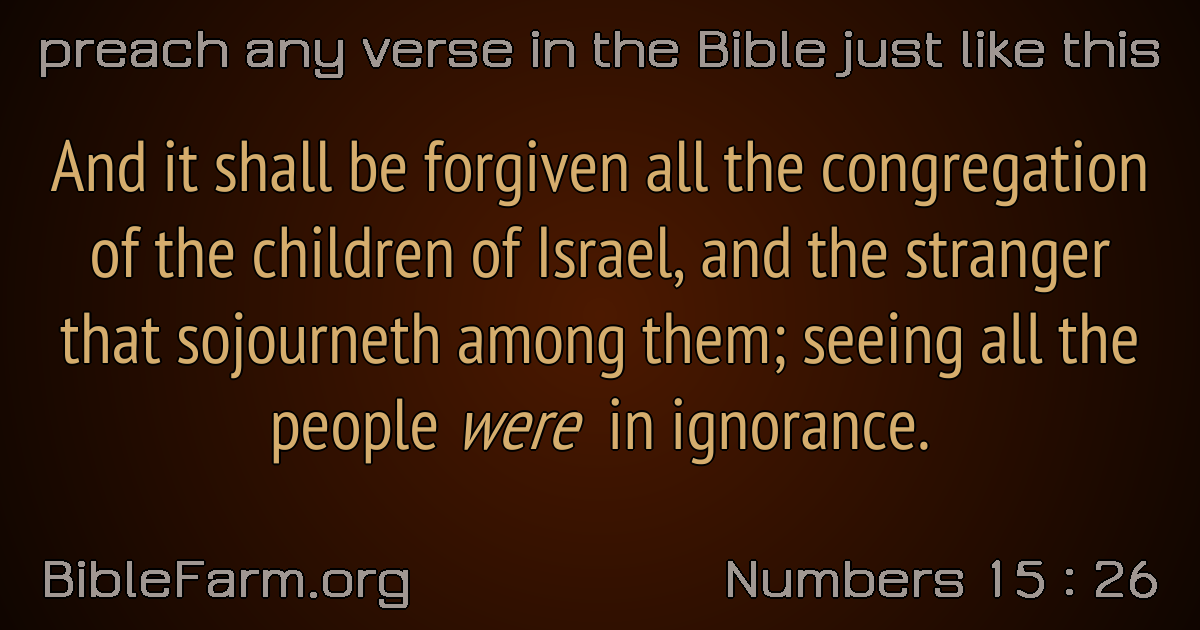 preach any verse in the Bible just like this
And it shall be forgiven all the congregation
of the children of Israel, and the stranger
that sojourneth among them; seeing all the
people were in ignorance.
BibleFarm.org
Numbers 15 : 26